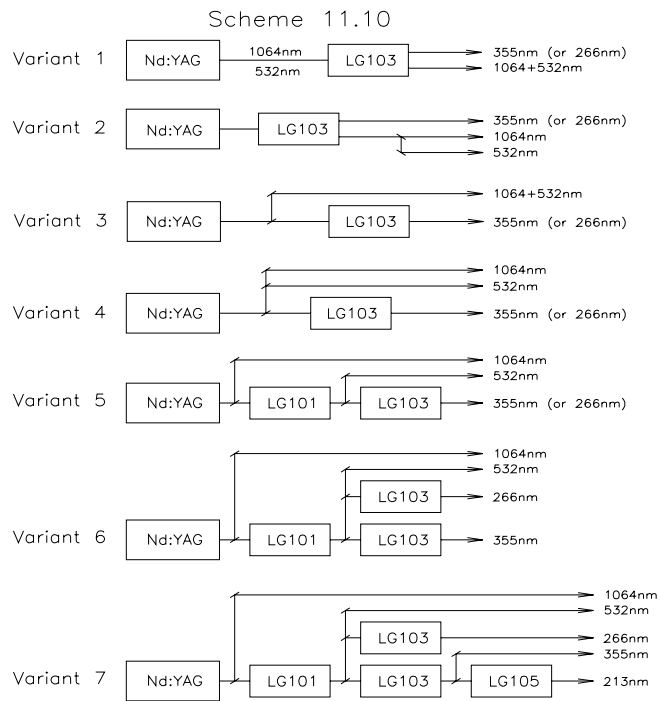 Scheme 11.10
Variant 1 Nd:YAG 1064nm 532nm LG103 355nm (or 266nm)
1064+532nm
Variant 2 Nd:YAG LG103 355nm (or 266nm)
1064nm
532nm
1064+532nm
Variant 3 Nd:YAG LG103 355nm (or 266nm)
1064nm
532nm
Variant 4 Nd:YAG LG103 355nm (or 266nm)
1064nm
532nm
Variant 5 Nd:YAG LG101 LG103 355nm (or 266nm)
1064nm
532nm
LG103 266nm
Variant 6 Nd:YAG LG101 LG103 355nm
1064nm
532nm
LG103 266nm
355nm
Variant 7 Nd:YAG LG101 LG103 LG105 213nm